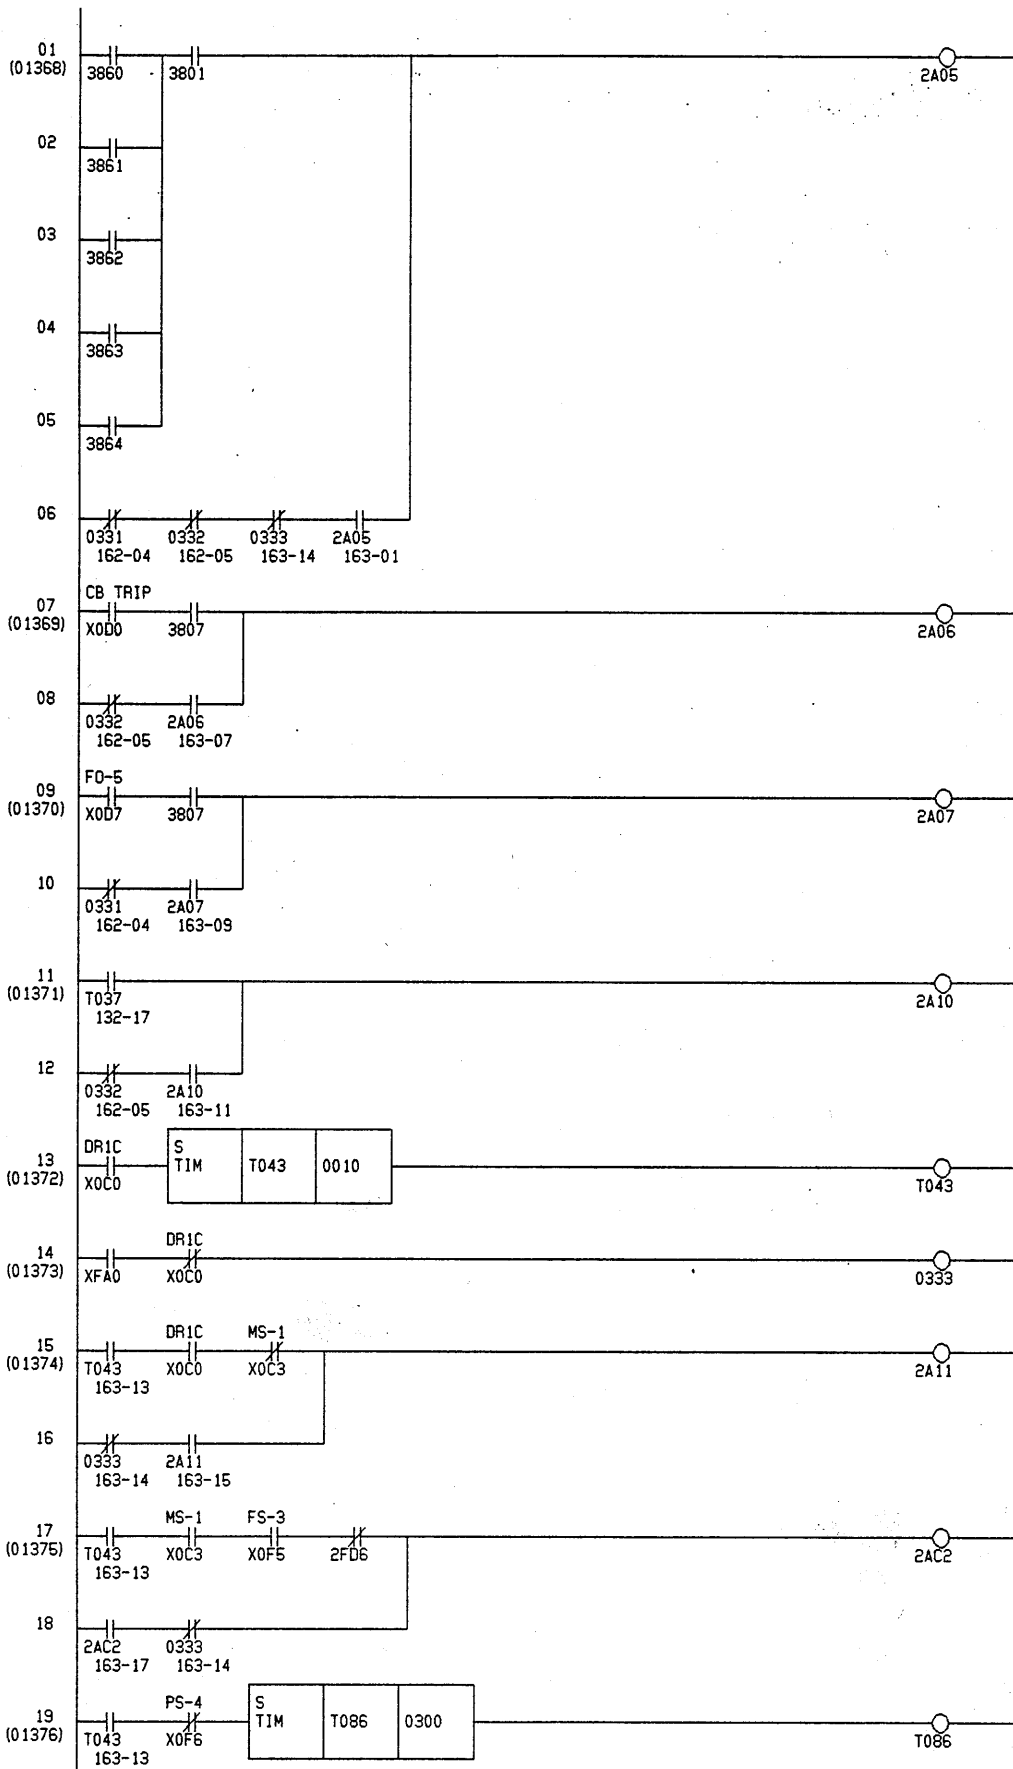 01
(01368) 3860 3801 2A05
02
3861
03
3862
04
3863
05
3864
06
0331 0332 0333 2A05
162-04 162-05 163-14 163-01
CB TRIP
07
(01369) X0D0 3807 2A06
08
0332 2A06
162-05 163-07
FO-5
09
(01370) X0D7 3807 2A07
10
0331 2A07
162-04 163-09
11
(01371) T037 2A10
132-17
12
0332 2A10
162-05 163-11
DR1C S
13 TIM T043 0010
(01372) X0C0 T043
14 DR1C
(01373) XFA0 X0C0 0333
15 DR1C MS-1
(01374) T043 X0C0 X0C3 2A11
163-13
16
0333 2A11
163-14 163-15
17 MS-1 FS-3
(01375) T043 X0C3 X0F5 2FD6 2AC2
163-13
18
2AC2 0333
163-17 163-14
PS-4 S
19 TIM T086 0300
(01376) T043 X0F6 T086
163-13